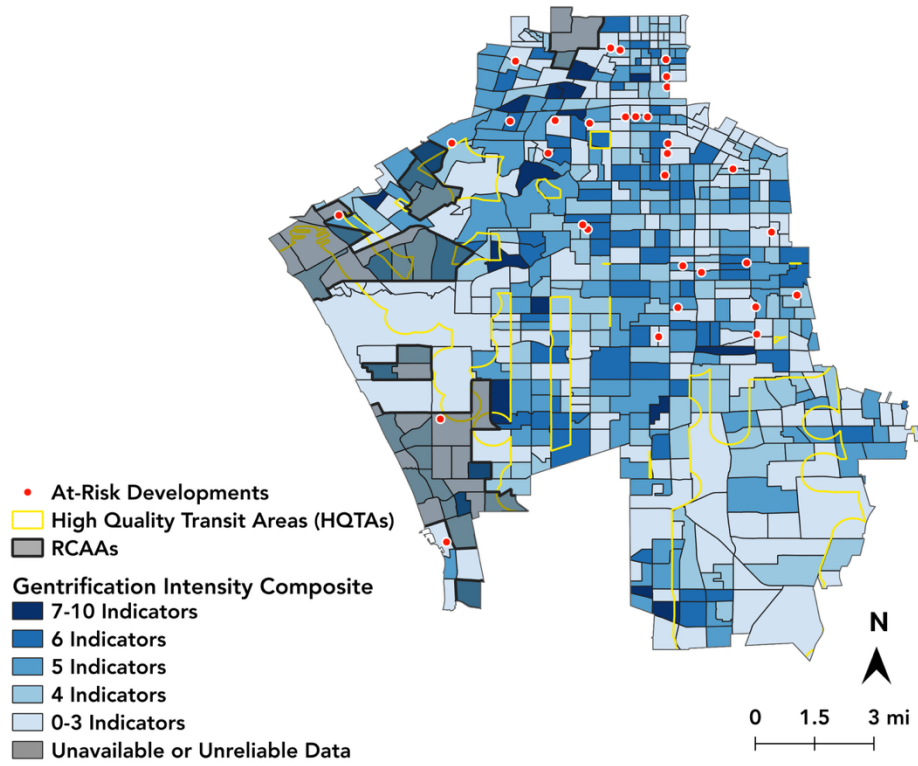 At-Risk Developments
High Quality Transit Areas (HQTAs)
RCAAs
Gentrification Intensity Composite
7-10 Indicators
6 Indicators
5 Indicators
4 Indicators
0-3 Indicators
Unavailable or Unreliable Data
N
0 1.5 3 mi